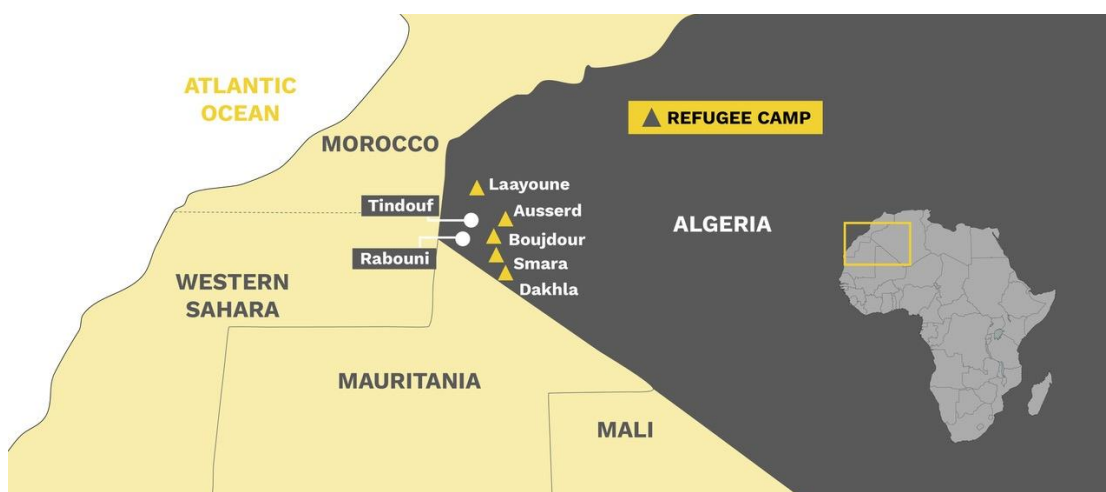 ATLANTIC
OCEAN
REFUGEE CAMP
MOROCCO
Laayoune
Tindouf
Ausserd
ALGERIA
Boujdour
Rabouni
Smara
WESTERN
SAHARA
Dakhla
MAURITANIA
MALI